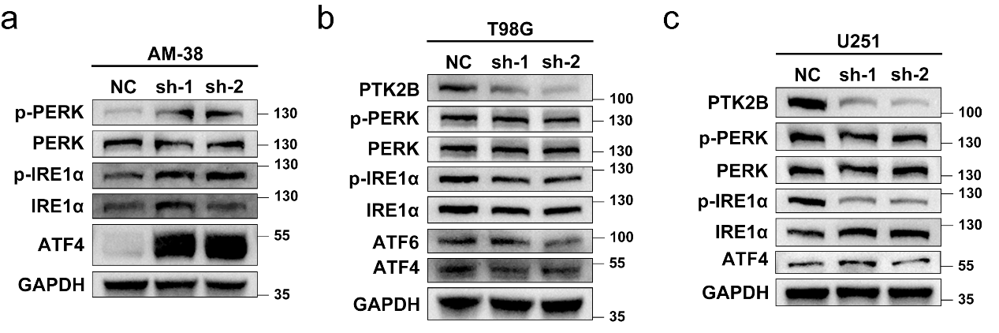 a
AM-38
NC sh-1 sh-2
p-PERK 130
PERK 130
p-IRE1α 130
IRE1α 130
ATF4 55
GAPDH 35
b
T98G
NC sh-1 sh-2
PTK2B 100
p-PERK 130
PERK 130
p-IRE1α 130
IRE1α 130
ATF6 100
ATF4 55
GAPDH 35
c
U251
NC sh-1 sh-2
PTK2B 100
p-PERK 130
PERK 130
p-IRE1α 130
IRE1α 130
ATF4 55
GAPDH 35